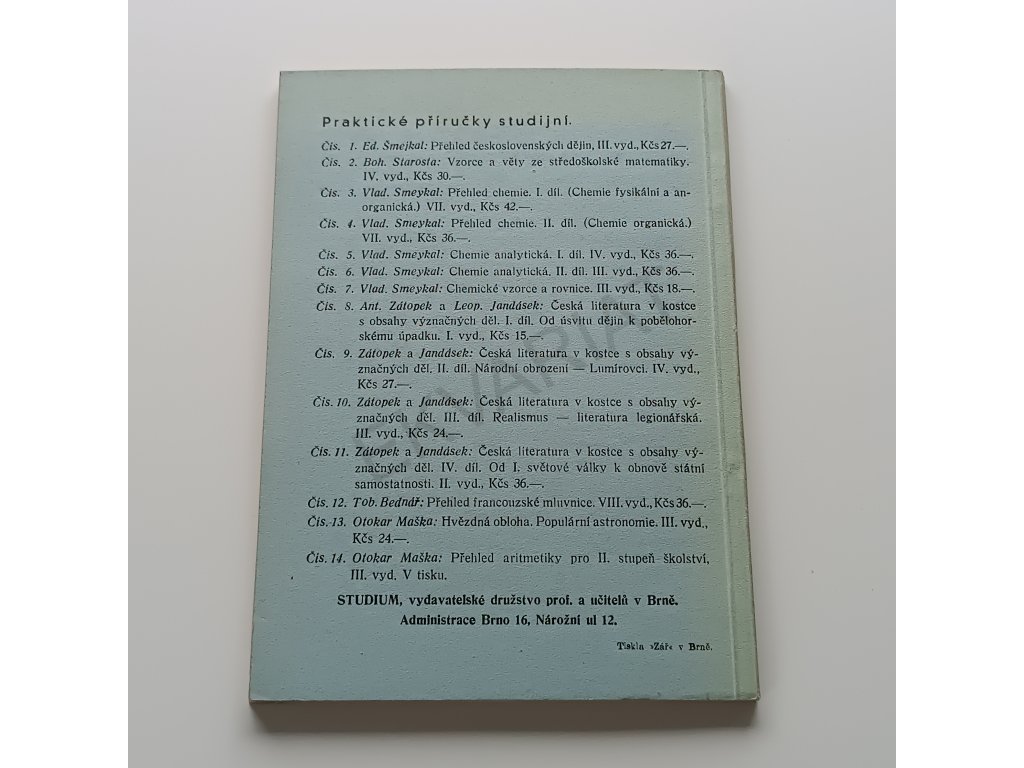 Praktické příručky studijní.
Čís. 1. Ed. Šmejkal: Přehled československých dějin, III. vyd., Kčs 27.—.
Čís. 2. Boh. Starosta: Vzorce a věty ze středoškolské matematiky.
IV. vyd., Kčs 30.—.
Čís. 3. Vlad. Smeykal: Přehled chemie. I. díl. (Chemie fysikální a an-
organická.) VII. vyd., Kčs 42.—.
Čís. 4. Vlad. Smeykal: Přehled chemie. II. díl. (Chemie organická.)
VII. vyd., Kčs 36.—.
Čís. 5. Vlad. Smeykal: Chemie analytická. I. díl. IV. vyd., Kčs 36.—.
Čís. 6. Vlad. Smeykal: Chemie analytická. II. díl. III. vyd., Kčs 36.—.
Čís. 7. Vlad. Smeykal: Chemické vzorce a rovnice. III. vyd., Kčs 18.—.
Čís. 8. Ant. Zátopek a Leop. Jandásek: Česká literatura v kostce
s obsahy význačných děl. I. díl. Od úsvitu dějin k pobělohor-
skému úpadku. I. vyd., Kčs 15.—.
Čís. 9. Zátopek a Jandásek: Česká literatura v kostce s obsahy vý-
značných děl. II. díl. Národní obrození — Lumírovci. IV. vyd.,
Kčs 27.—.
Čís. 10. Zátopek a Jandásek: Česká literatura v kostce s obsahy vý-
značných děl. III. díl. Realismus — literatura legionářská.
III. vyd., Kčs 24.—.
Čís. 11. Zátopek a Jandásek: Česká literatura v kostce s obsahy vý-
značných děl. IV. díl. Od I. světové války k obnově státní
samostatnosti. II. vyd., Kčs 36.—.
Čís. 12. Tob. Bednář: Přehled francouzské mluvnice. VIII. vyd., Kčs 36.—.
Čís. 13. Otokar Maška: Hvězdná obloha. Populární astronomie. III. vyd.,
Kčs 24.—.
Čís. 14. Otokar Maška: Přehled aritmetiky pro II. stupeň školství,
III. vyd. V tisku.
STUDIUM, vydavatelské družstvo prof. a učitelů v Brně.
Administrace Brno 16, Nárožní ul 12.
Tiskla »Zář« v Brně.